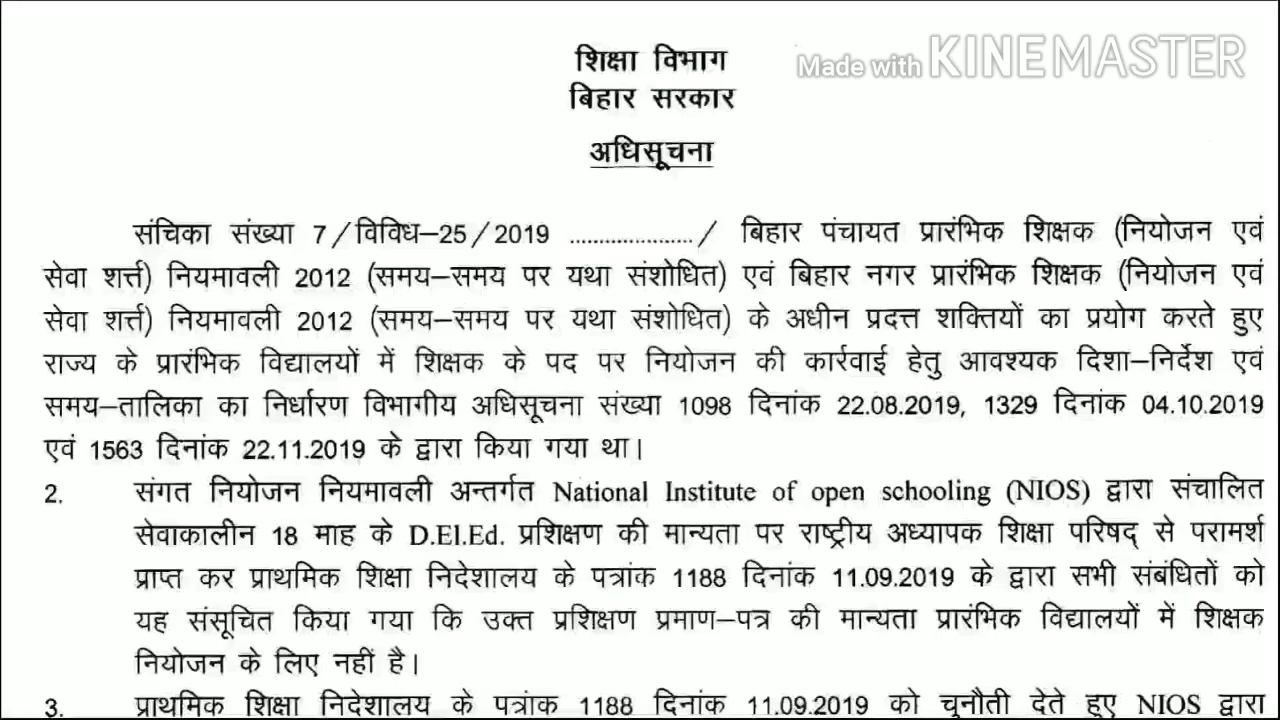 शिक्षा विभाग
Made with KINEMASTER
बिहार सरकार
अधिसूचना
संचिका संख्या 7/विविध–25/2019 ...................../ बिहार पंचायत प्रारंभिक शिक्षक (नियोजन एवं
सेवा शर्त्त) नियमावली 2012 (समय–समय पर यथा संशोधित) एवं बिहार नगर प्रारंभिक शिक्षक (नियोजन एवं
सेवा शर्त्त) नियमावली 2012 (समय–समय पर यथा संशोधित) के अधीन प्रदत्त शक्तियों का प्रयोग करते हुए
राज्य के प्रारंभिक विद्यालयों में शिक्षक के पद पर नियोजन की कार्रवाई हेतु आवश्यक दिशा–निर्देश एवं
समय–तालिका का निर्धारण विभागीय अधिसूचना संख्या 1098 दिनांक 22.08.2019, 1329 दिनांक 04.10.2019
एवं 1563 दिनांक 22.11.2019 के द्वारा किया गया था।
2. संगत नियोजन नियमावली अन्तर्गत National Institute of open schooling (NIOS) द्वारा संचालित
सेवाकालीन 18 माह के D.El.Ed. प्रशिक्षण की मान्यता पर राष्ट्रीय अध्यापक शिक्षा परिषद् से परामर्श
प्राप्त कर प्राथमिक शिक्षा निदेशालय के पत्रांक 1188 दिनांक 11.09.2019 के द्वारा सभी संबंधितों को
यह संसूचित किया गया कि उक्त प्रशिक्षण प्रमाण–पत्र की मान्यता प्रारंभिक विद्यालयों में शिक्षक
नियोजन के लिए नहीं है।
3. प्राथमिक शिक्षा निदेशालय के पत्रांक 1188 दिनांक 11.09.2019 को चुनौती देते हुए NIOS द्वारा